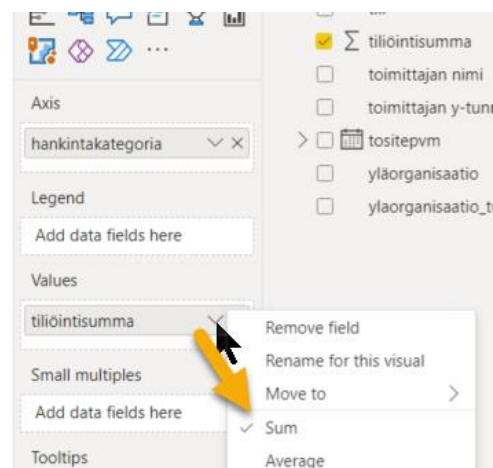 tiliöintisumma
toimittajan nimi
toimittajan y-tunn
tositepvm
yläorganisaatio
ylaorganisaatio_t
Axis
hankintakategoria
Legend
Add data fields here
Values
tiliöintisumma
Small multiples
Add data fields here
Tooltips
Remove field
Rename for this visual
Move to
Sum
Average